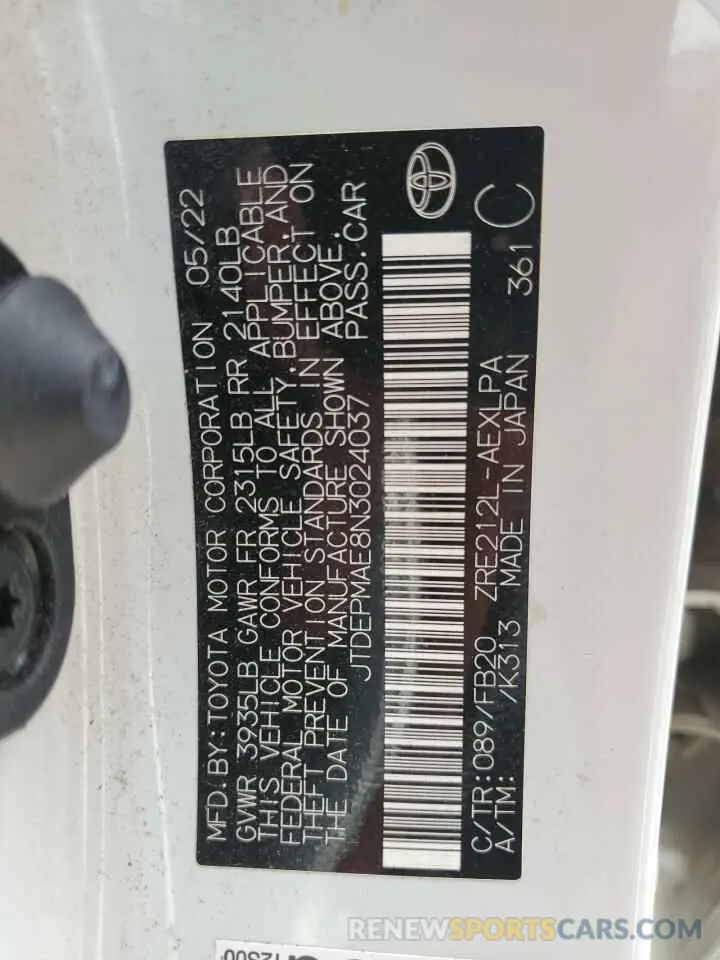 MFD. BY: TOYOTA MOTOR CORPORATION 05/22
GVWR 3935LB GAWR FR 2315LB RR 2140LB
THIS VEHICLE CONFORMS TO ALL APPLICABLE
FEDERAL MOTOR VEHICLE SAFETY, BUMPER, AND
THEFT PREVENTION STANDARDS IN EFFECT ON
THE DATE OF MANUFACTURE SHOWN ABOVE.
JTDEPMAE8N3024037 PASS. CAR
C/TR: 089/FB20 ZRE212L-AEXLPA 361 C
A/TM: /K313 MADE IN JAPAN
RENEWSPORTSCARS.COM